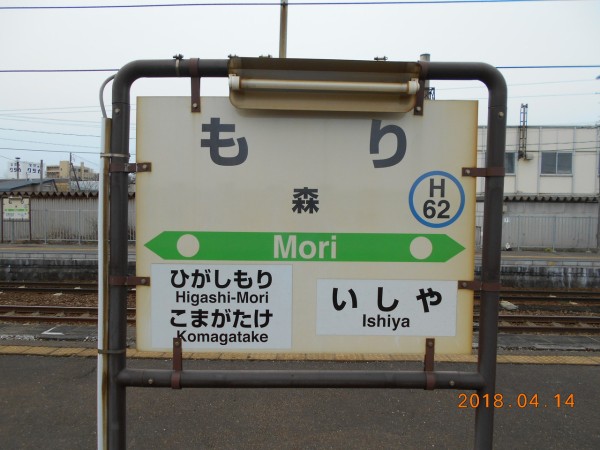 もり
森
H
62
Mori
ひがしもり
Higashi-Mori
こまがたけ
Komagatake
いしや
Ishiya
2018.04.14